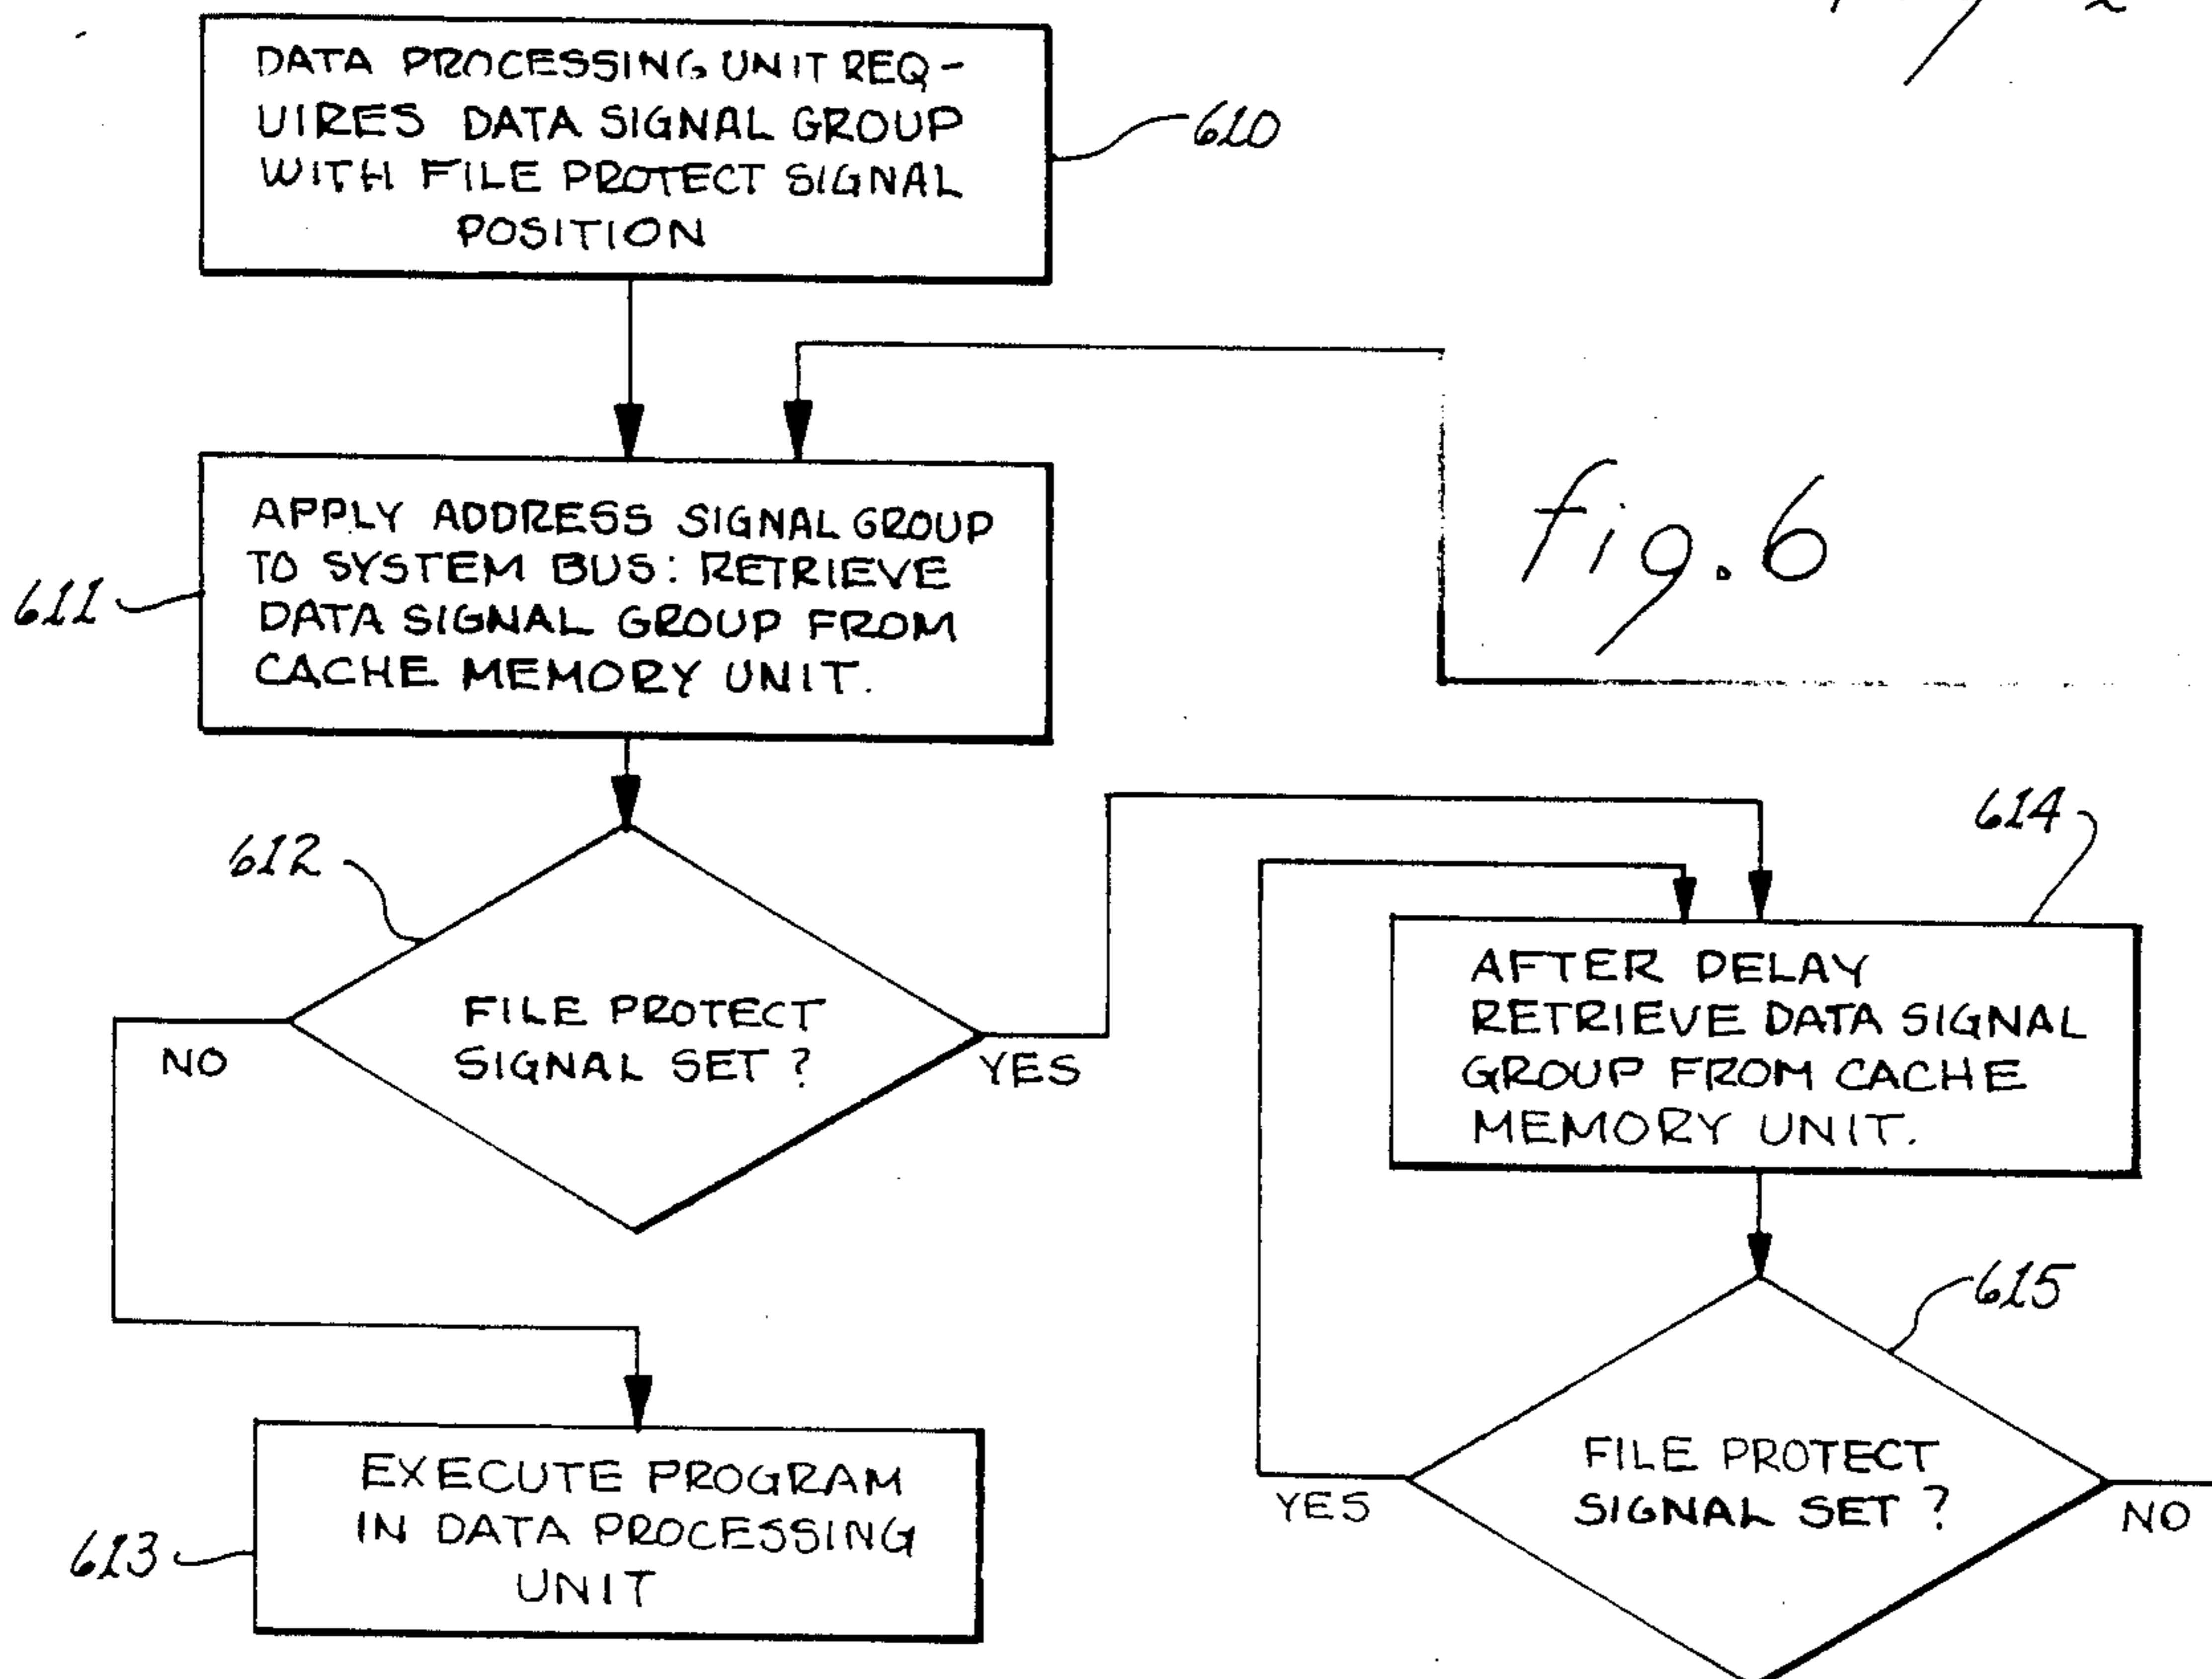 DATA PROCESSING UNIT REQ-
UIRES DATA SIGNAL GROUP
WITH FILE PROTECT SIGNAL
POSITION
610
APPLY ADDRESS SIGNAL GROUP
TO SYSTEM BUS: RETRIEVE
DATA SIGNAL GROUP FROM
CACHE MEMORY UNIT.
611
fig.6
612
FILE PROTECT
SIGNAL SET?
NO
YES
614
AFTER DELAY
RETRIEVE DATA SIGNAL
GROUP FROM CACHE
MEMORY UNIT.
615
FILE PROTECT
SIGNAL SET?
YES
NO
EXECUTE PROGRAM
IN DATA PROCESSING
UNIT
613